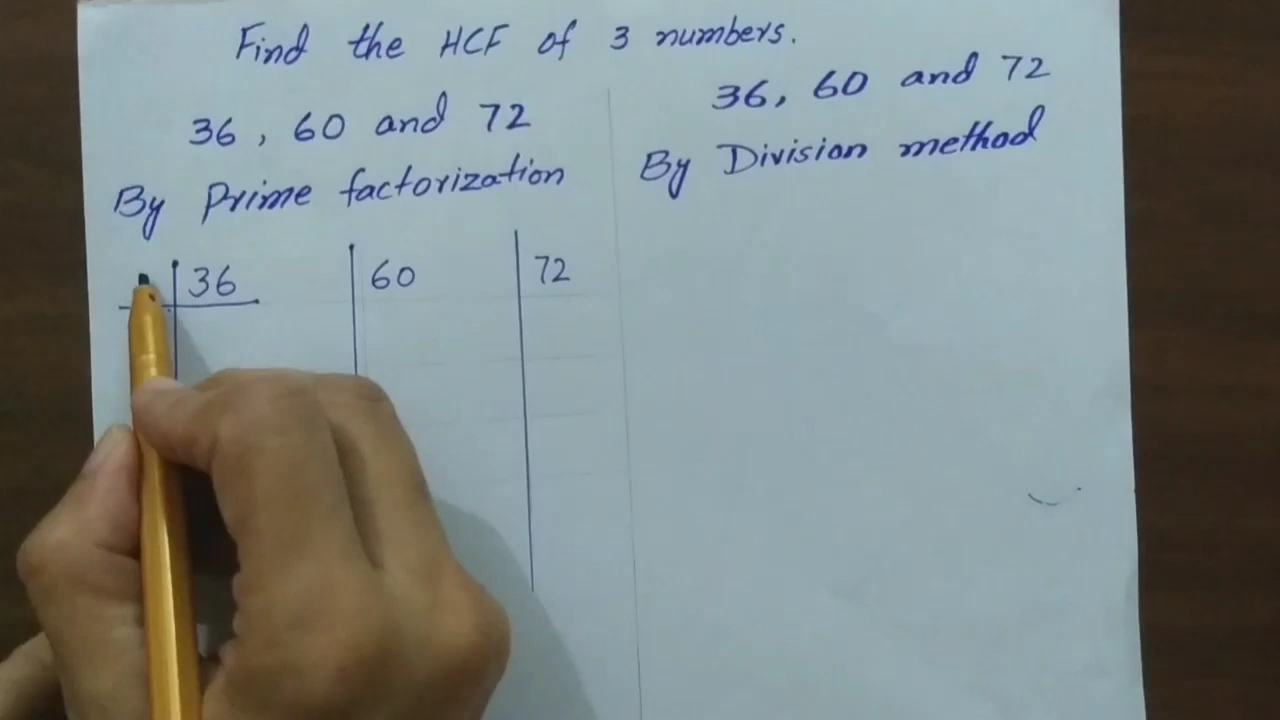 Find the HCF of 3 numbers.
36, 60 and 72
By Prime factorization
36 60 72
36, 60 and 72
By Division method